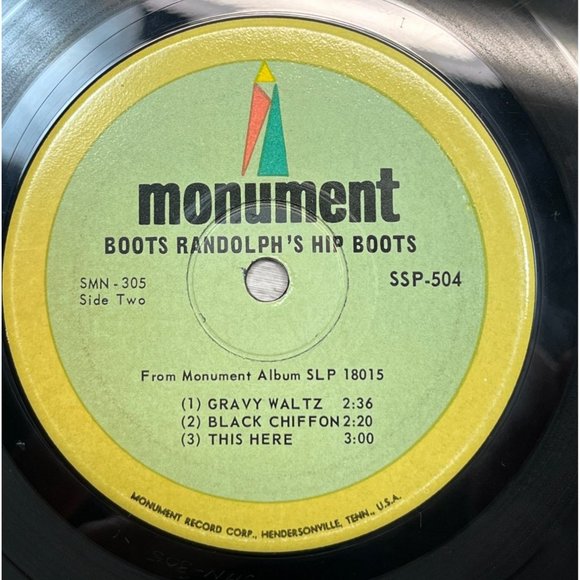 monument
BOOTS RANDOLPH'S HIP BOOTS
SMN - 305
Side Two
SSP-504
From Monument Album SLP 18015
(1) GRAVY WALTZ 2:36
(2) BLACK CHIFFON 2:20
(3) THIS HERE 3:00
MONUMENT RECORD CORP., HENDERSONVILLE, TENN., U.S.A.